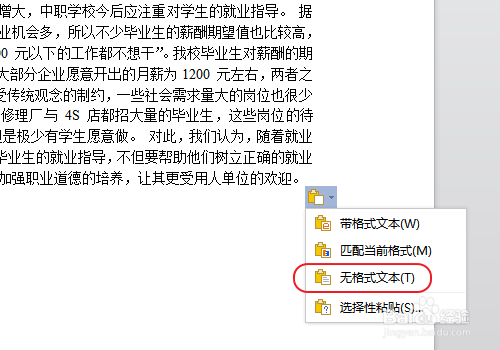 增大，中职学校今后应注重对学生的就业指导。 据
业机会多，所以不少毕业生的薪酬期望值也比较高，
00 元以下的工作都不想干”。我校毕业生对薪酬的期
大部分企业愿意开出的月薪为 1200 元左右，两者之
受传统观念的制约，一些社会需求量大的岗位也很少
修理厂与 4S 店都招大量的毕业生，这些岗位的待
但是极少有学生愿意做。 对此，我们认为，随着就业
毕业生的就业指导，不但要帮助他们树立正确的就业
加强职业道德的培养，让其更受用人单位的欢迎。
带格式文本(W)
匹配当前格式(M)
无格式文本(T)
选择性粘贴(S)...
Baidu 经验
jingyan.baidu.com